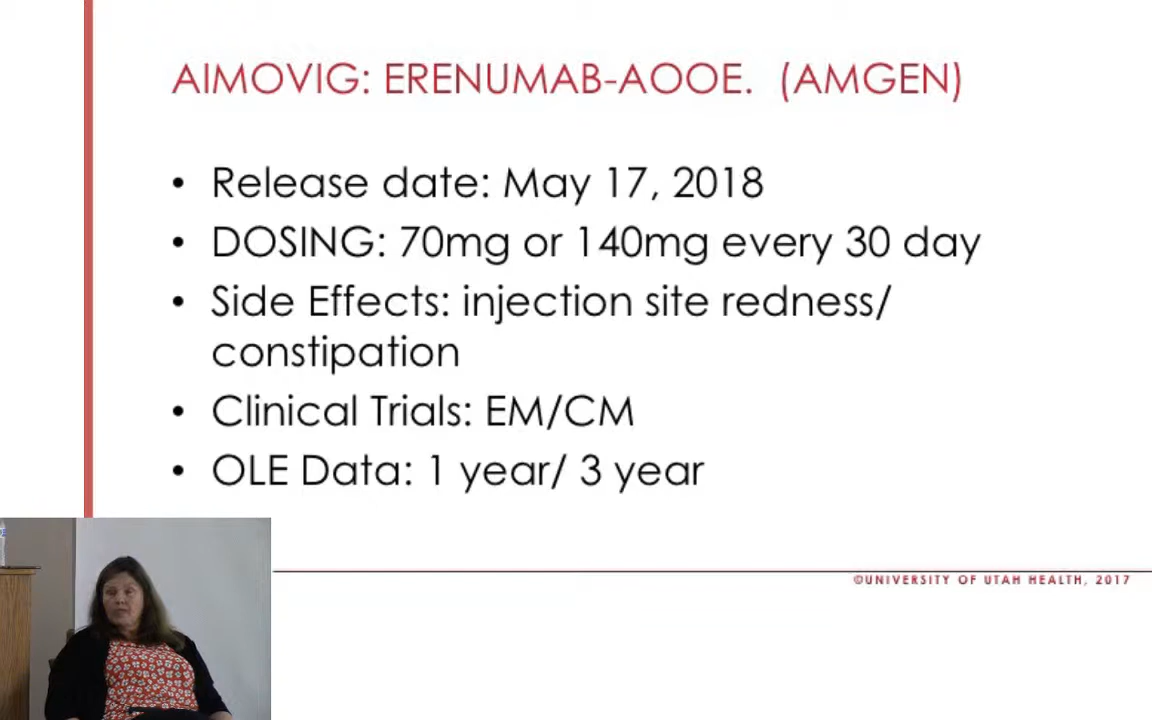 AIMOVIG: ERENUMAB-AOOE. (AMGEN)
• Release date: May 17, 2018
• DOSING: 70mg or 140mg every 30 day
• Side Effects: injection site redness/
constipation
• Clinical Trials: EM/CM
• OLE Data: 1 year/ 3 year
©UNIVERSITY OF UTAH HEALTH, 2017